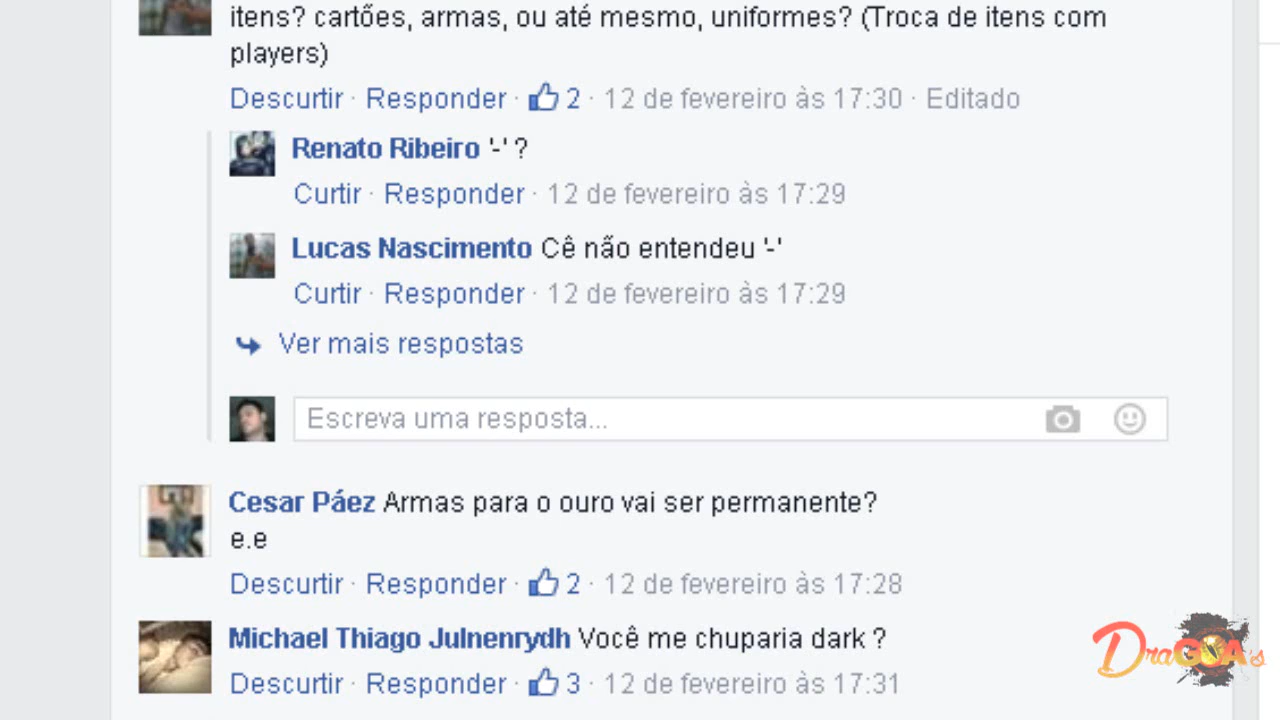 itens? cartões, armas, ou até mesmo, uniformes? (Troca de itens com
players)
Descurtir · Responder · 2 · 12 de fevereiro às 17:30 · Editado
Renato Ribeiro '-' ?
Curtir · Responder · 12 de fevereiro às 17:29
Lucas Nascimento Cê não entendeu '-'
Curtir · Responder · 12 de fevereiro às 17:29
Ver mais respostas
Escreva uma resposta...
Cesar Páez Armas para o ouro vai ser permanente?
e.e
Descurtir · Responder · 2 · 12 de fevereiro às 17:28
Michael Thiago Julnenrydh Você me chuparia dark ?
Descurtir · Responder · 3 · 12 de fevereiro às 17:31
DraGOA's